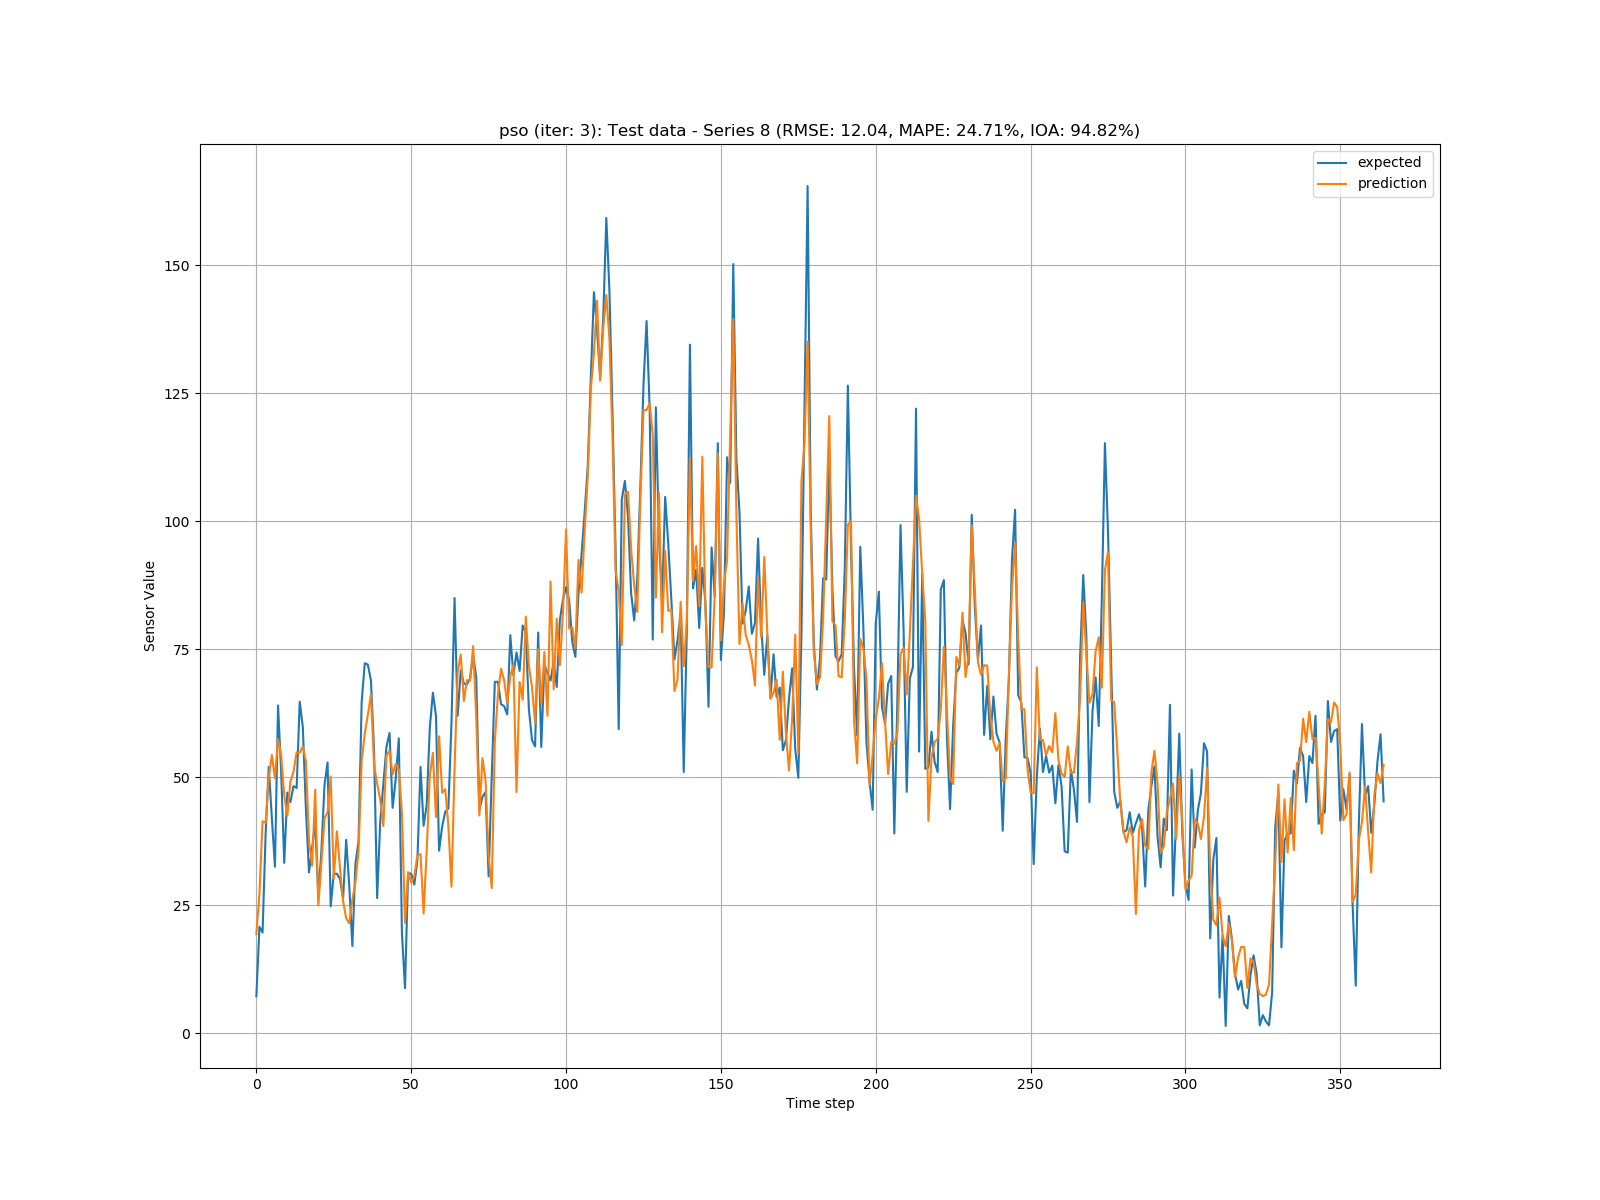 pso (iter: 3): Test data - Series 8 (RMSE: 12.04, MAPE: 24.71%, IOA: 94.82%)
expected
prediction
150
125
100
75
50
25
0
Sensor Value
0 50 100 150 200 250 300 350
Time step